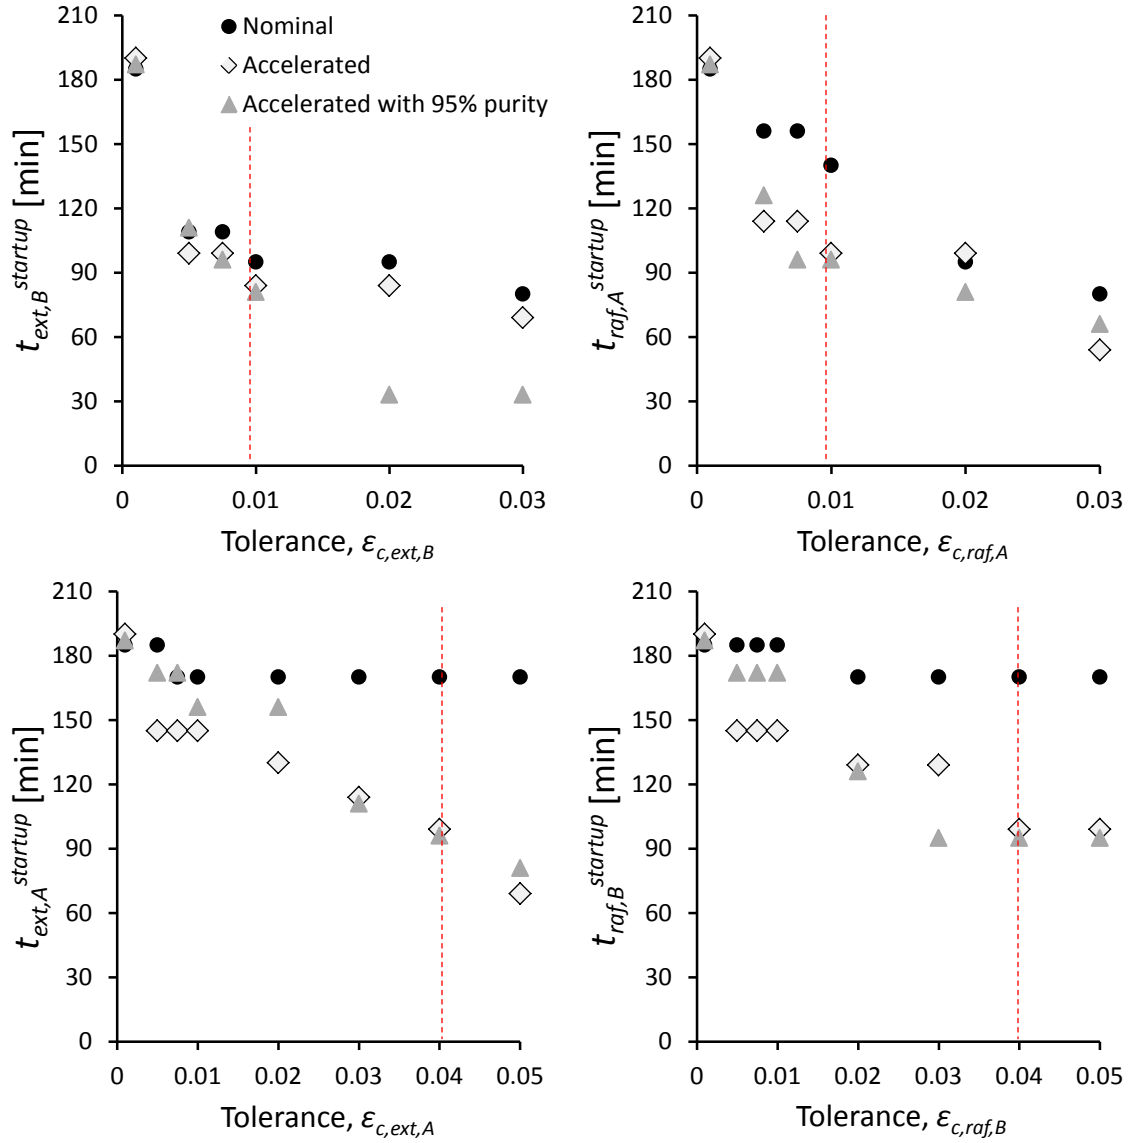 210
180
150
120
90
60
30
0
0 0.01 0.02 0.03
t_ext,B^startup [min]
Tolerance, ε_c,ext,B
Nominal
Accelerated
Accelerated with 95% purity
210
180
150
120
90
60
30
0
0 0.01 0.02 0.03
t_raf,A^startup [min]
Tolerance, ε_c,raf,A
210
180
150
120
90
60
30
0
0 0.01 0.02 0.03 0.04 0.05
t_ext,A^startup [min]
Tolerance, ε_c,ext,A
210
180
150
120
90
60
30
0
0 0.01 0.02 0.03 0.04 0.05
t_raf,B^startup [min]
Tolerance, ε_c,raf,B